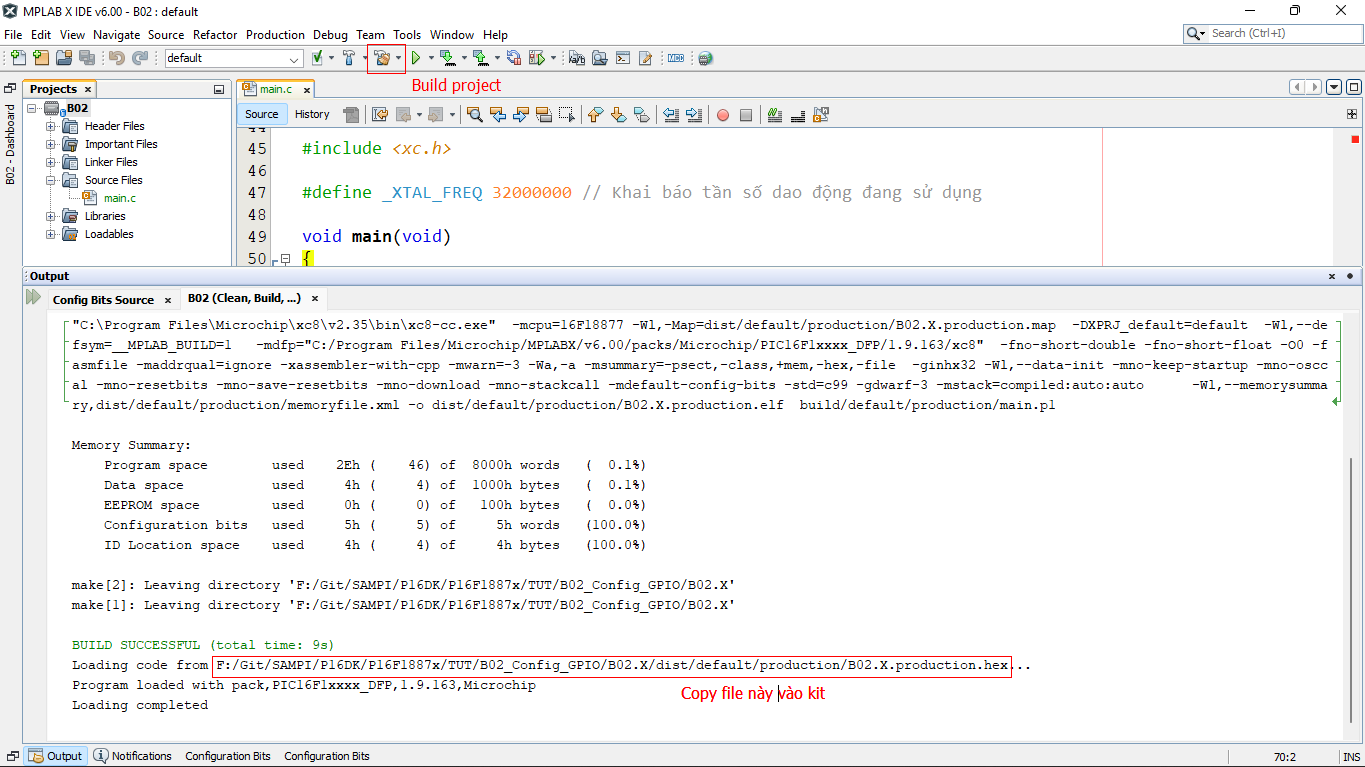 MPLAB X IDE v6.00 - B02 : default
File Edit View Navigate Source Refactor Production Debug Team Tools Window Help
Search (Ctrl+I)
default
Build project
Projects
main.c
B02 - Dashboard
B02
Header Files
Important Files
Linker Files
Source Files
main.c
Libraries
Loadables
Source History
44
45 #include <xc.h>
46
47 #define _XTAL_FREQ 32000000 // Khai báo tần số dao động đang sử dụng
48
49 void main(void)
50 {
Output
Config Bits Source
B02 (Clean, Build, ...)
"C:\Program Files\Microchip\xc8\v2.35\bin\xc8-cc.exe" -mcpu=16F18877 -Wl,-Map=dist/default/production/B02.X.production.map -DXPRJ_default=default -Wl,--de
fsym=__MPLAB_BUILD=1 -mdfp="C:/Program Files/Microchip/MPLABX/v6.00/packs/Microchip/PIC16F1xxxx_DFP/1.9.163/xc8" -fno-short-double -fno-short-float -O0 -f
asmfile -maddrqual=ignore -xassembler-with-cpp -mwarn=-3 -Wa,-a -msummary=-psect,-class,+mem,-hex,-file -ginhx32 -Wl,--data-init -mno-keep-startup -mno-oscc
al -mno-resetbits -mno-save-resetbits -mno-download -mno-stackcall -mdefault-config-bits -std=c99 -gdwarf-3 -mstack=compiled:auto:auto -Wl,--memorysumma
ry,dist/default/production/memoryfile.xml -o dist/default/production/B02.X.production.elf build/default/production/main.p1
Memory Summary:
Program space used 2Eh ( 46) of 8000h words ( 0.1%)
Data space used 4h ( 4) of 1000h bytes ( 0.1%)
EEPROM space used 0h ( 0) of 100h bytes ( 0.0%)
Configuration bits used 5h ( 5) of 5h words (100.0%)
ID Location space used 4h ( 4) of 4h bytes (100.0%)
make[2]: Leaving directory 'F:/Git/SAMPI/P16DK/P16F1887x/TUT/B02_Config_GPIO/B02.X'
make[1]: Leaving directory 'F:/Git/SAMPI/P16DK/P16F1887x/TUT/B02_Config_GPIO/B02.X'
BUILD SUCCESSFUL (total time: 9s)
Loading code from F:/Git/SAMPI/P16DK/P16F1887x/TUT/B02_Config_GPIO/B02.X/dist/default/production/B02.X.production.hex...
Program loaded with pack,PIC16F1xxxx_DFP,1.9.163,Microchip
Copy file này vào kit
Loading completed
Output Notifications Configuration Bits Configuration Bits
70:2 INS